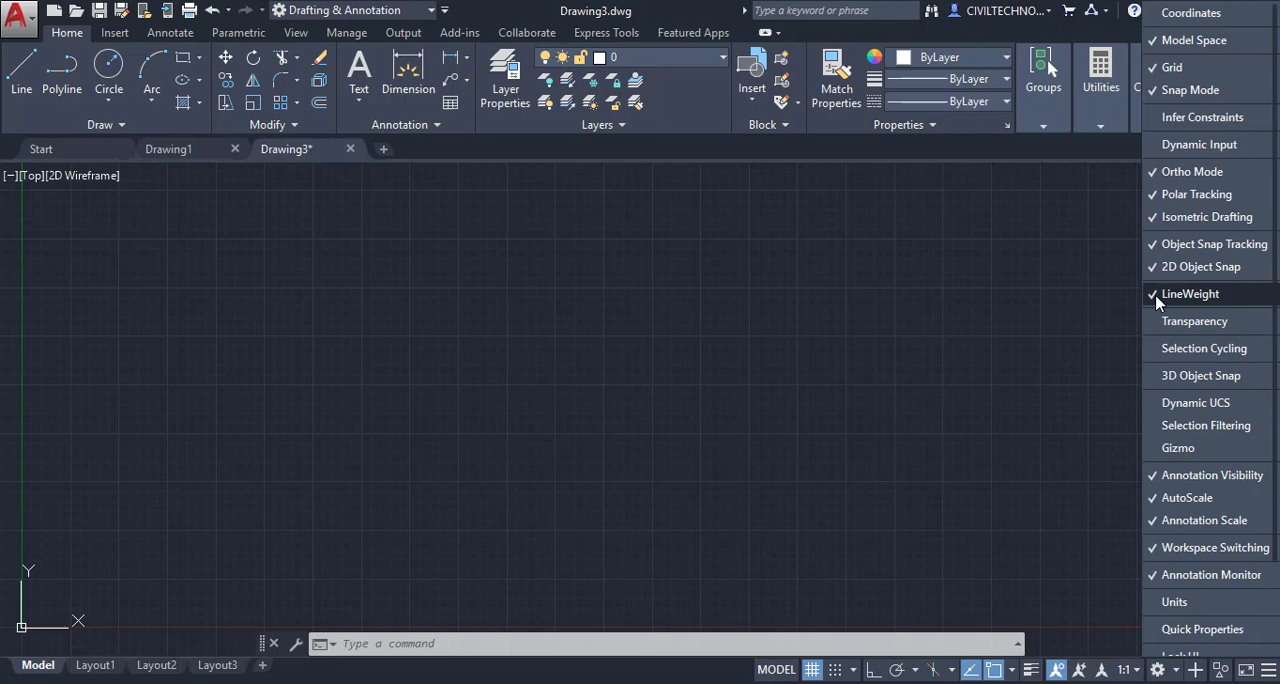 Drafting & Annotation
Drawing3.dwg
Type a keyword or phrase
CIVILTECHNO...
Home
Insert
Annotate
Parametric
View
Manage
Output
Add-ins
Collaborate
Express Tools
Featured Apps
Line
Polyline
Circle
Arc
Text
Dimension
Layer
Properties
0
Insert
Match
Properties
ByLayer
ByLayer
ByLayer
Groups
Utilities
Draw
Modify
Annotation
Layers
Block
Properties
Start
Drawing1
Drawing3*
[−][Top][2D Wireframe]
Coordinates
Model Space
Grid
Snap Mode
Infer Constraints
Dynamic Input
Ortho Mode
Polar Tracking
Isometric Drafting
Object Snap Tracking
2D Object Snap
LineWeight
Transparency
Selection Cycling
3D Object Snap
Dynamic UCS
Selection Filtering
Gizmo
Annotation Visibility
AutoScale
Annotation Scale
Workspace Switching
Annotation Monitor
Units
Quick Properties
Y
X
Type a command
Model
Layout1
Layout2
Layout3
MODEL
1:1